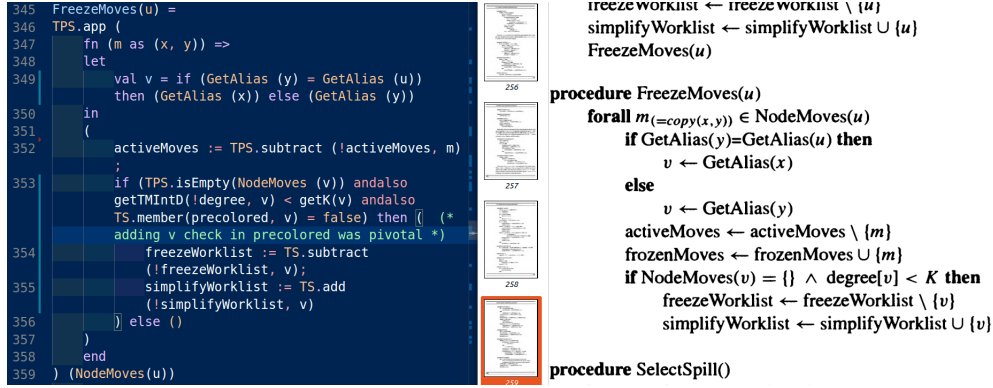 345 FreezeMoves(u) =
346 TPS.app (
347 fn (m as (x, y)) =>
348 let
349 val v = if (GetAlias (y) = GetAlias (u))
then (GetAlias (x)) else (GetAlias (y))
350 in
351 (
352 activeMoves := TPS.subtract (!activeMoves, m)
;
353 if (TPS.isEmpty(NodeMoves (v)) andalso
getTMIntD(!degree, v) < getK(v) andalso
TS.member(precolored, v) = false) then ( (*
adding v check in precolored was pivotal *)
354 freezeWorklist := TS.subtract
(!freezeWorklist, v);
355 simplifyWorklist := TS.add
(!simplifyWorklist, v)
356 ) else ()
357 )
358 end
359 ) (NodeMoves(u))
256
257
258
259
freezeWorklist ← freezeWorklist \ {u}
simplifyWorklist ← simplifyWorklist ∪ {u}
FreezeMoves(u)
procedure FreezeMoves(u)
forall m(=copy(x,y)) ∈ NodeMoves(u)
if GetAlias(y)=GetAlias(u) then
v ← GetAlias(x)
else
v ← GetAlias(y)
activeMoves ← activeMoves \ {m}
frozenMoves ← frozenMoves ∪ {m}
if NodeMoves(v) = {} ∧ degree[v] < K then
freezeWorklist ← freezeWorklist \ {v}
simplifyWorklist ← simplifyWorklist ∪ {v}
procedure SelectSpill()